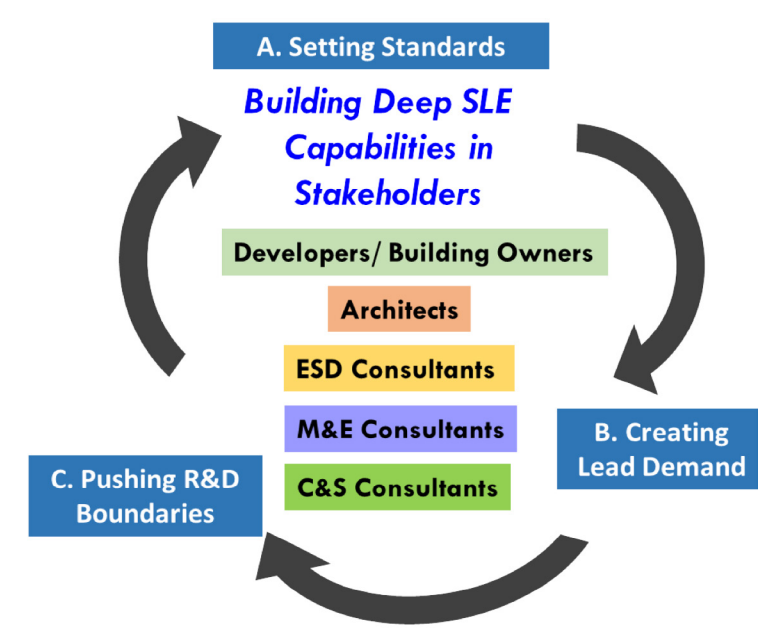 A. Setting Standards
Building Deep SLE
Capabilities in
Stakeholders
Developers/ Building Owners
Architects
ESD Consultants
M&E Consultants
C&S Consultants
B. Creating
Lead Demand
C. Pushing R&D
Boundaries